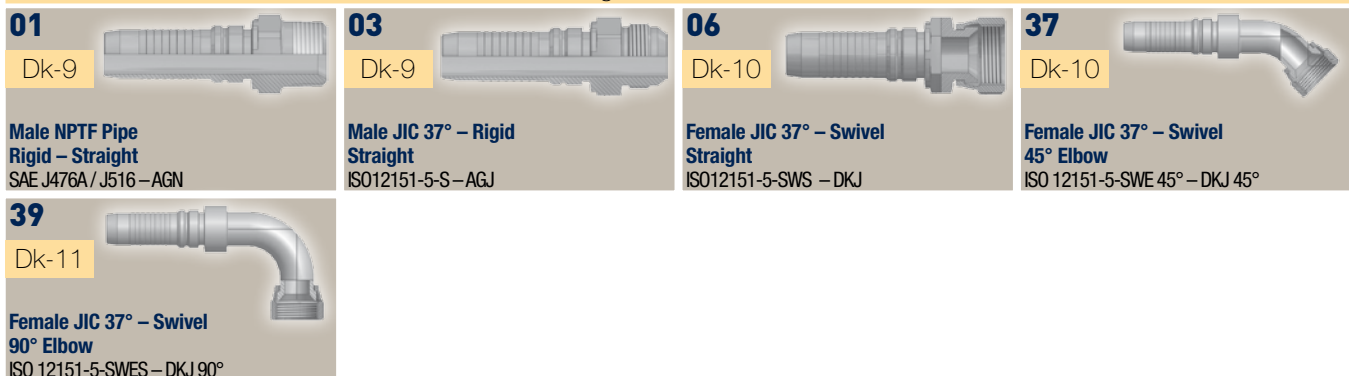 01
Dk-9
Male NPTF Pipe
Rigid – Straight
SAE J476A / J516 – AGN
03
Dk-9
Male JIC 37° – Rigid
Straight
ISO12151-5-S – AGJ
06
Dk-10
Female JIC 37° – Swivel
Straight
ISO12151-5-SWS – DKJ
37
Dk-10
Female JIC 37° – Swivel
45° Elbow
ISO 12151-5-SWE 45° – DKJ 45°
39
Dk-11
Female JIC 37° – Swivel
90° Elbow
ISO 12151-5-SWES – DKJ 90°